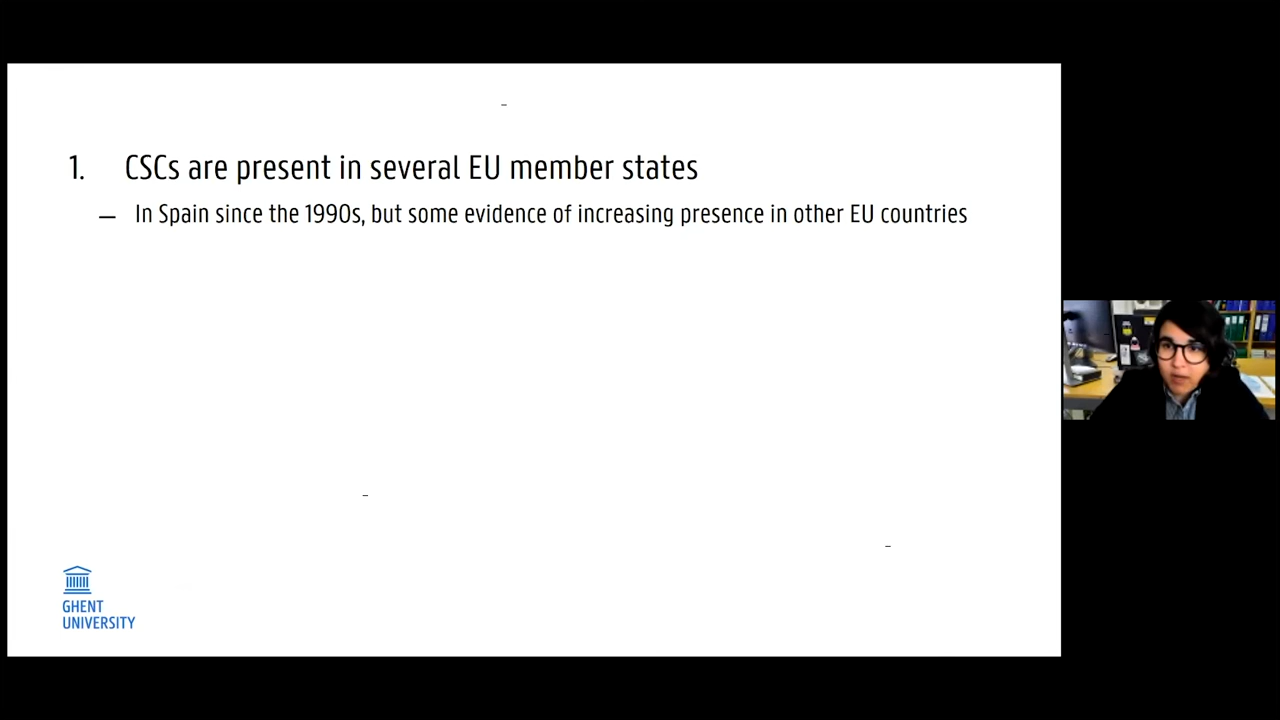 1. CSCs are present in several EU member states
– In Spain since the 1990s, but some evidence of increasing presence in other EU countries
GHENT
UNIVERSITY